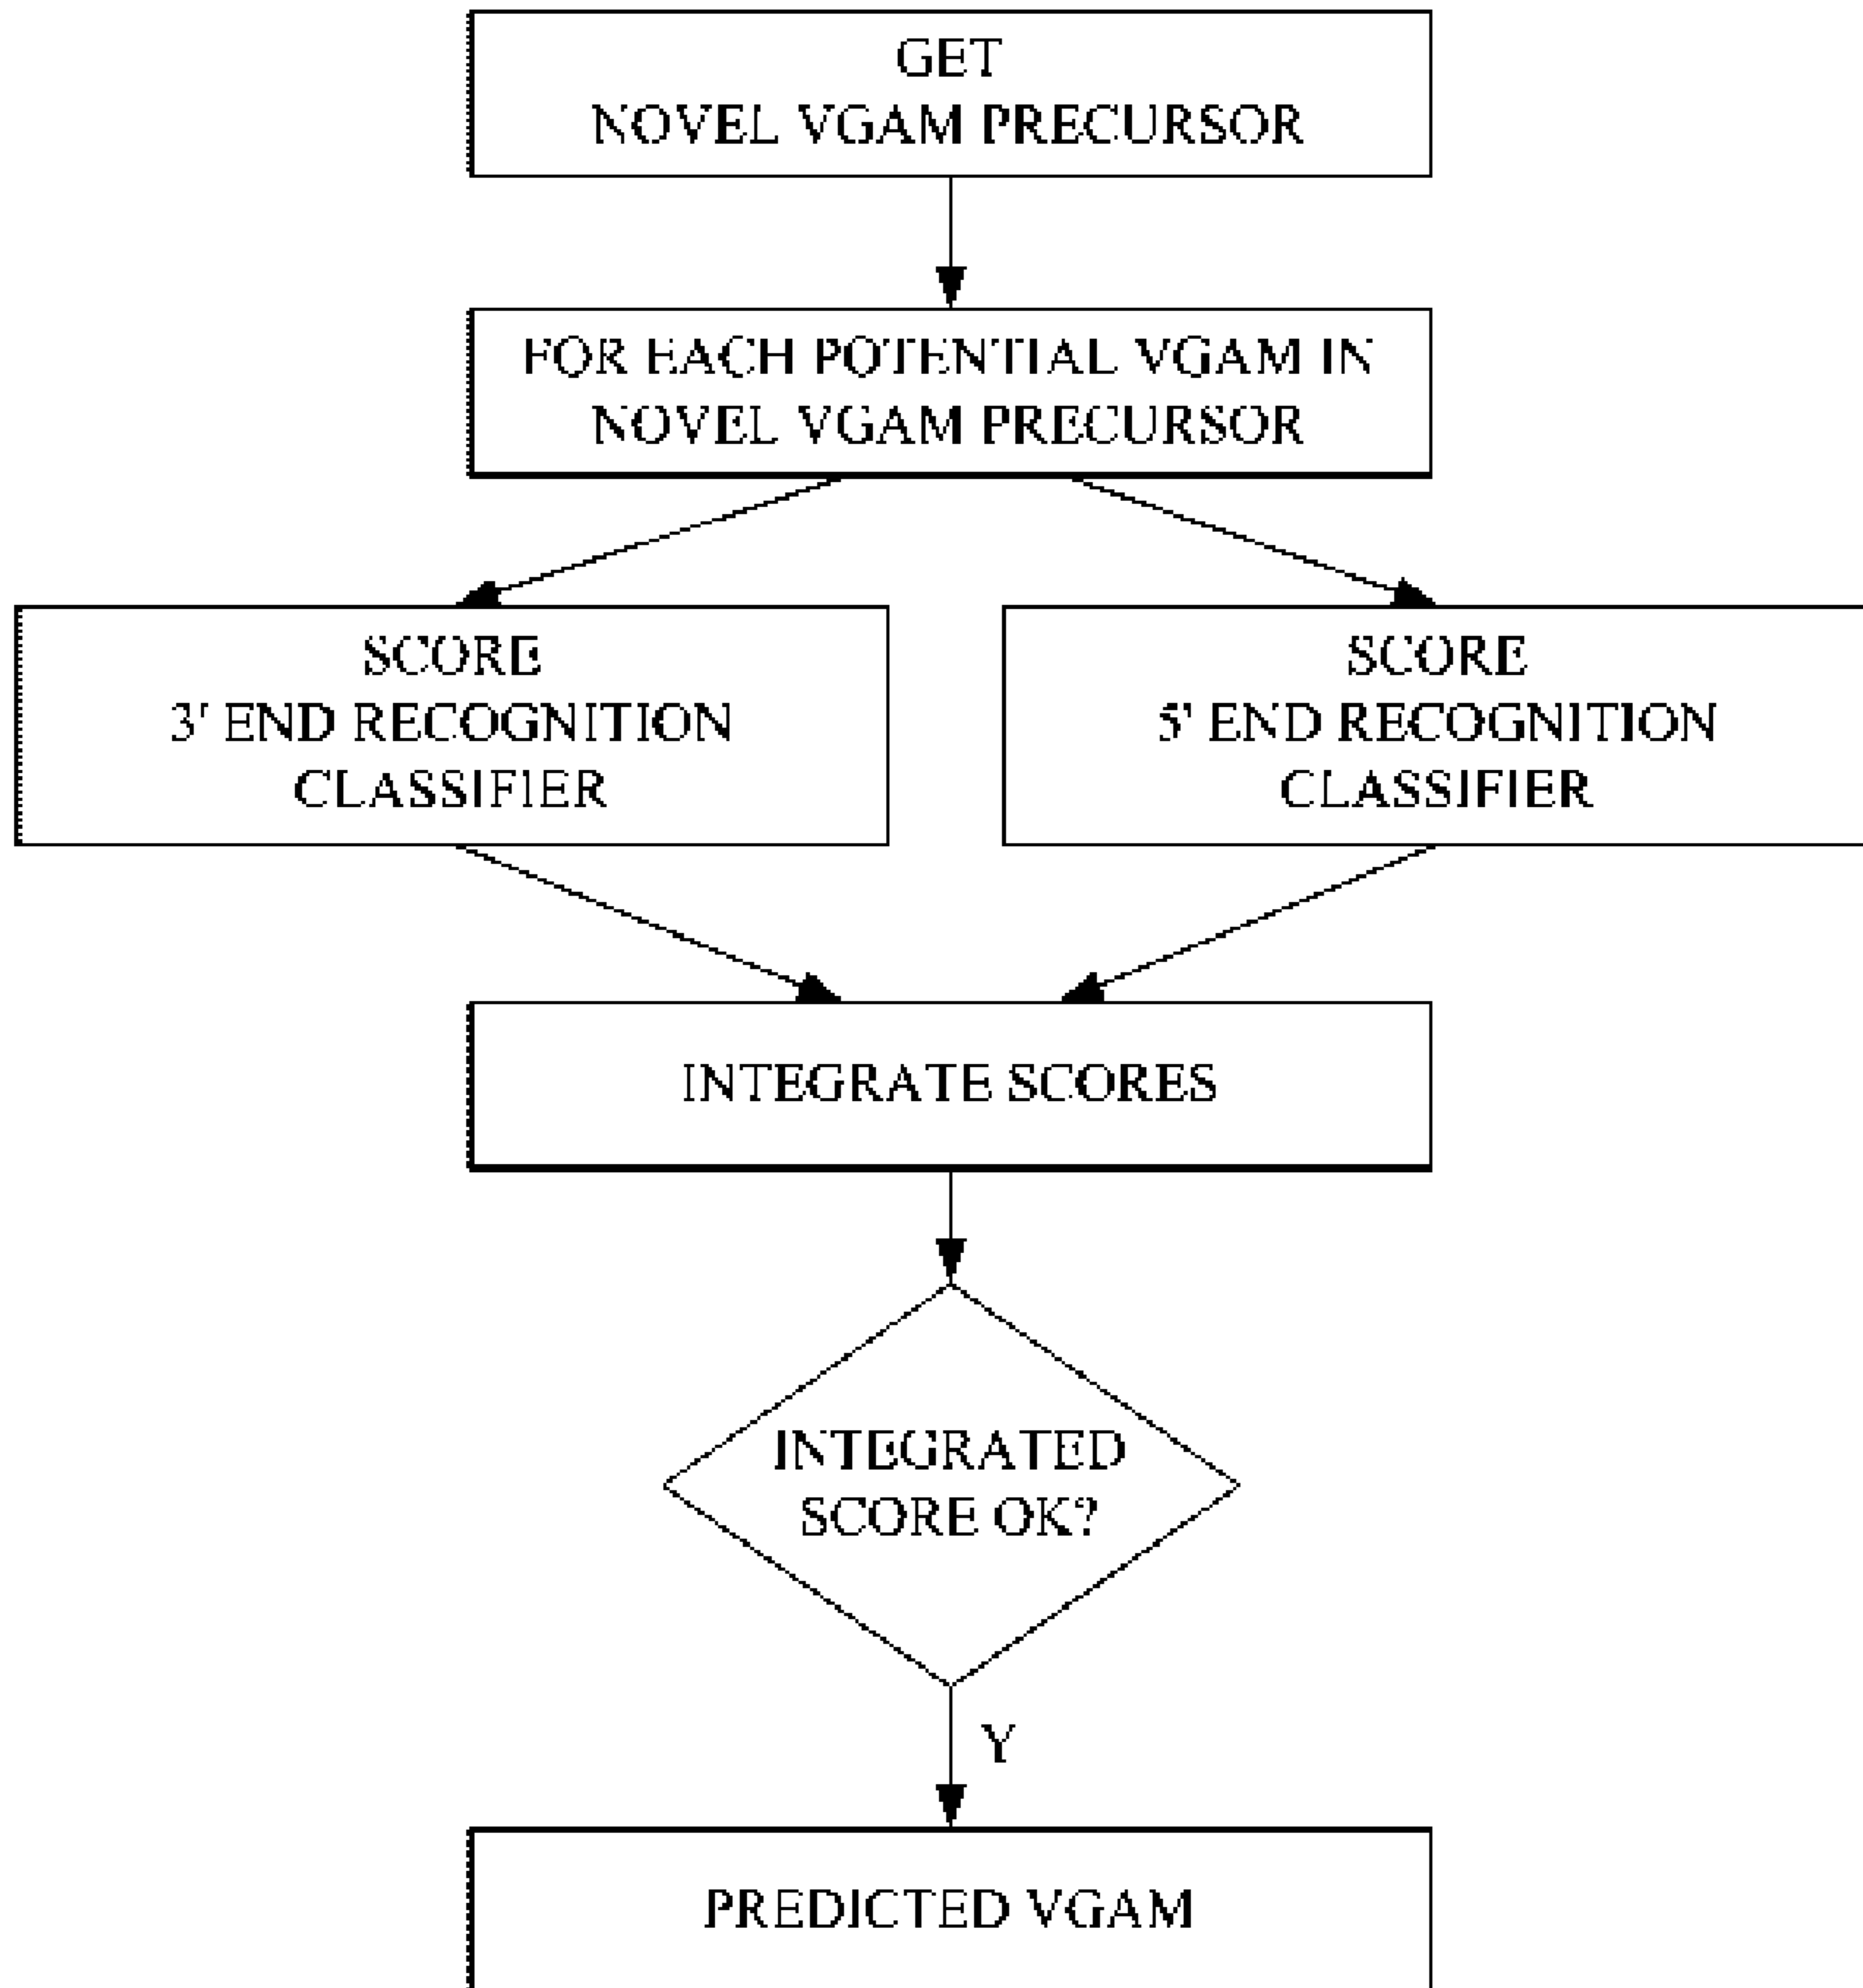 GET
NOVEL VGAM PRECURSOR
FOR EACH POTENTIAL VGAM IN
NOVEL VGAM PRECURSOR
SCORE
3' END RECOGNITION
CLASSIFIER
SCORE
5' END RECOGNITION
CLASSIFIER
INTEGRATE SCORES
INTEGRATED
SCORE OK?
Y
PREDICTED VGAM